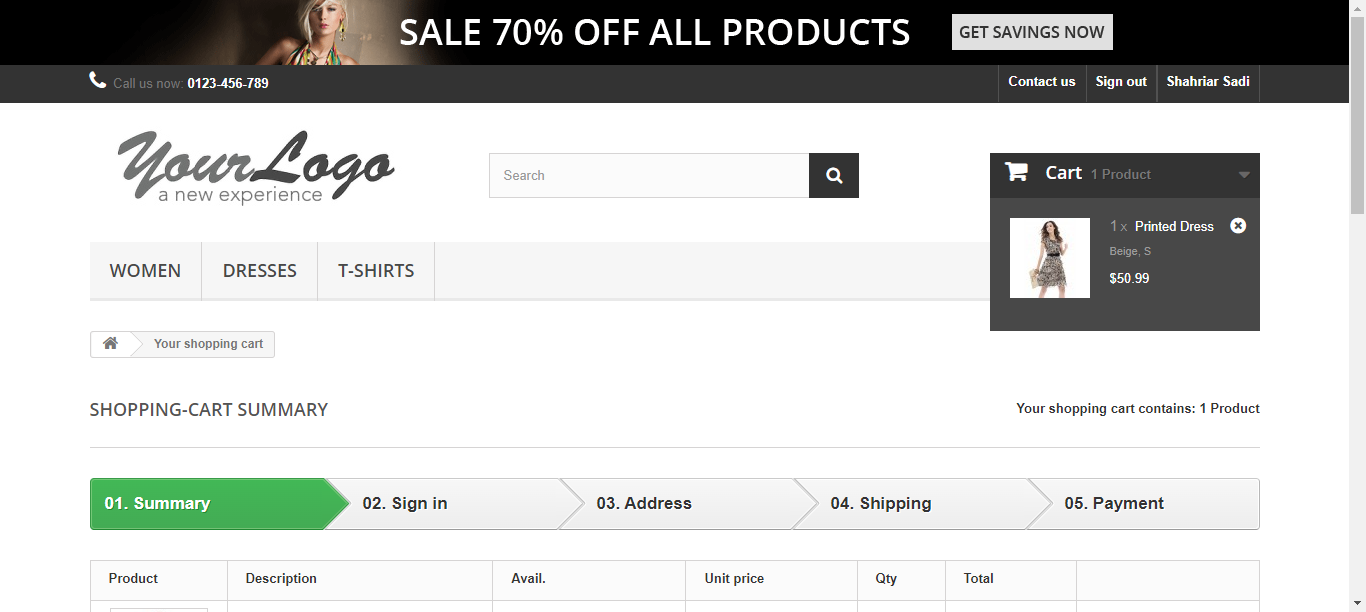 SALE 70% OFF ALL PRODUCTS GET SAVINGS NOW
Call us now: 0123-456-789 Contact us Sign out Shahriar Sadi
Your Logo
a new experience
Search
Cart 1 Product
1 x Printed Dress
Beige, S
$50.99
WOMEN DRESSES T-SHIRTS
Your shopping cart
SHOPPING-CART SUMMARY Your shopping cart contains: 1 Product
01. Summary 02. Sign in 03. Address 04. Shipping 05. Payment
Product Description Avail. Unit price Qty Total